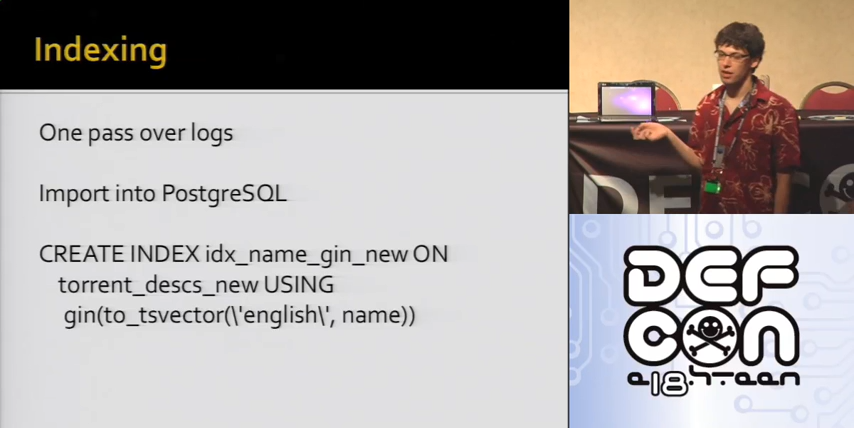 Indexing
One pass over logs
Import into PostgreSQL
CREATE INDEX idx_name_gin_new ON
torrent_descs_new USING
gin(to_tsvector(\'english\', name))
DEF
CON
e18h-teen